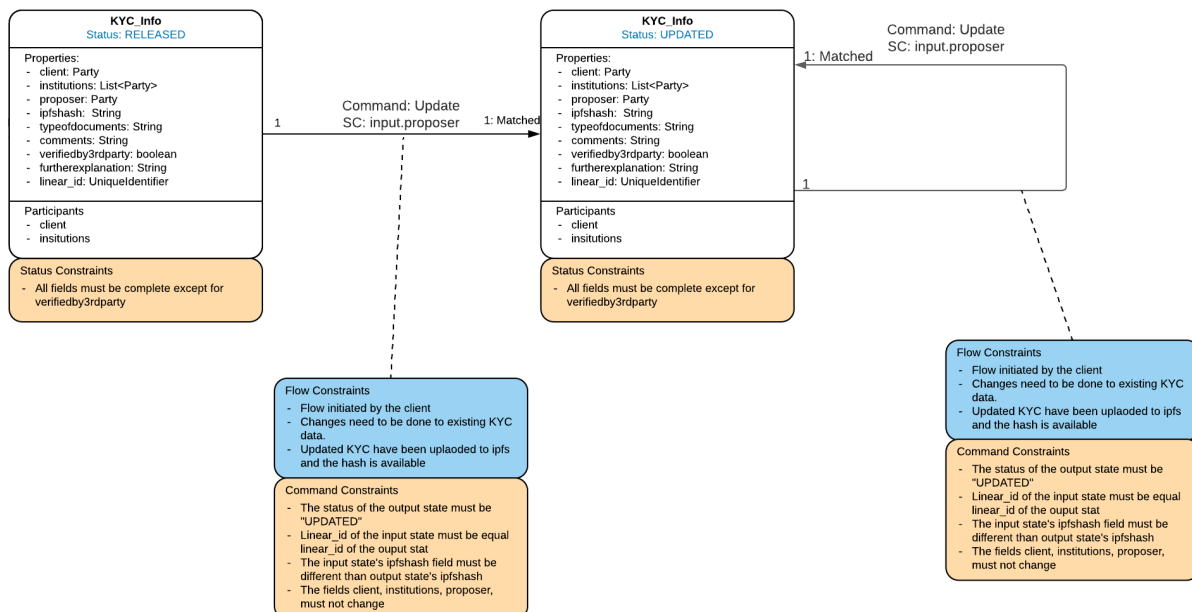 KYC_Info
Status: RELEASED
Properties:
- client: Party
- institutions: List<Party>
- proposer: Party
- ipfshash: String
- typeofdocuments: String
- comments: String
- verifiedby3rdparty: boolean
- furtherexplanation: String
- linear_id: UniqueIdentifier
Participants
- client
- insitutions
Status Constraints
- All fields must be complete except for
verifiedby3rdparty
1
Command: Update
SC: input.proposer
1: Matched
KYC_Info
Status: UPDATED
Properties:
- client: Party
- institutions: List<Party>
- proposer: Party
- ipfshash: String
- typeofdocuments: String
- comments: String
- verifiedby3rdparty: boolean
- furtherexplanation: String
- linear_id: UniqueIdentifier
Participants
- client
- insitutions
Status Constraints
- All fields must be complete except for
verifiedby3rdparty
Command: Update
SC: input.proposer
1: Matched
1
Flow Constraints
- Flow initiated by the client
- Changes need to be done to existing KYC
data.
- Updated KYC have been uplaoded to ipfs
and the hash is available
Command Constraints
- The status of the output state must be
"UPDATED"
- Linear_id of the input state must be equal
linear_id of the ouput stat
- The input state's ipfshash field must be
different than output state's ipfshash
- The fields client, institutions, proposer,
must not change
Flow Constraints
- Flow initiated by the client
- Changes need to be done to existing KYC
data.
- Updated KYC have been uplaoded to ipfs
and the hash is available
Command Constraints
- The status of the output state must be
"UPDATED"
- Linear_id of the input state must be equal
linear_id of the ouput stat
- The input state's ipfshash field must be
different than output state's ipfshash
- The fields client, institutions, proposer,
must not change